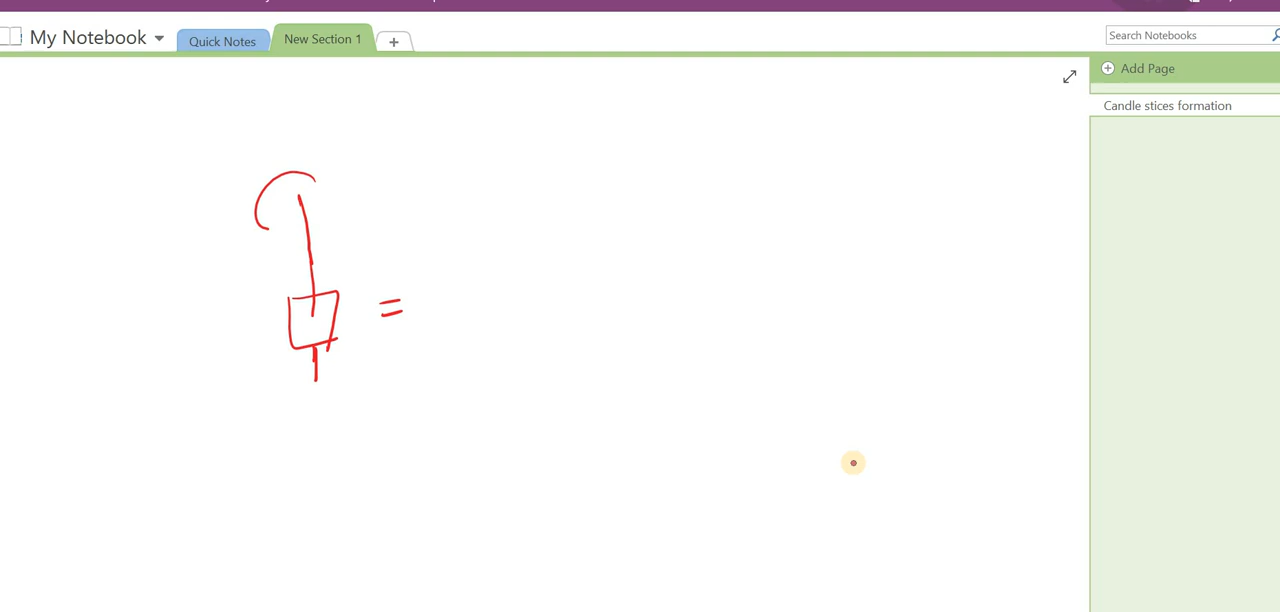 My Notebook
Quick Notes
New Section 1
+
Search Notebooks
Add Page
Candle stices formation
=